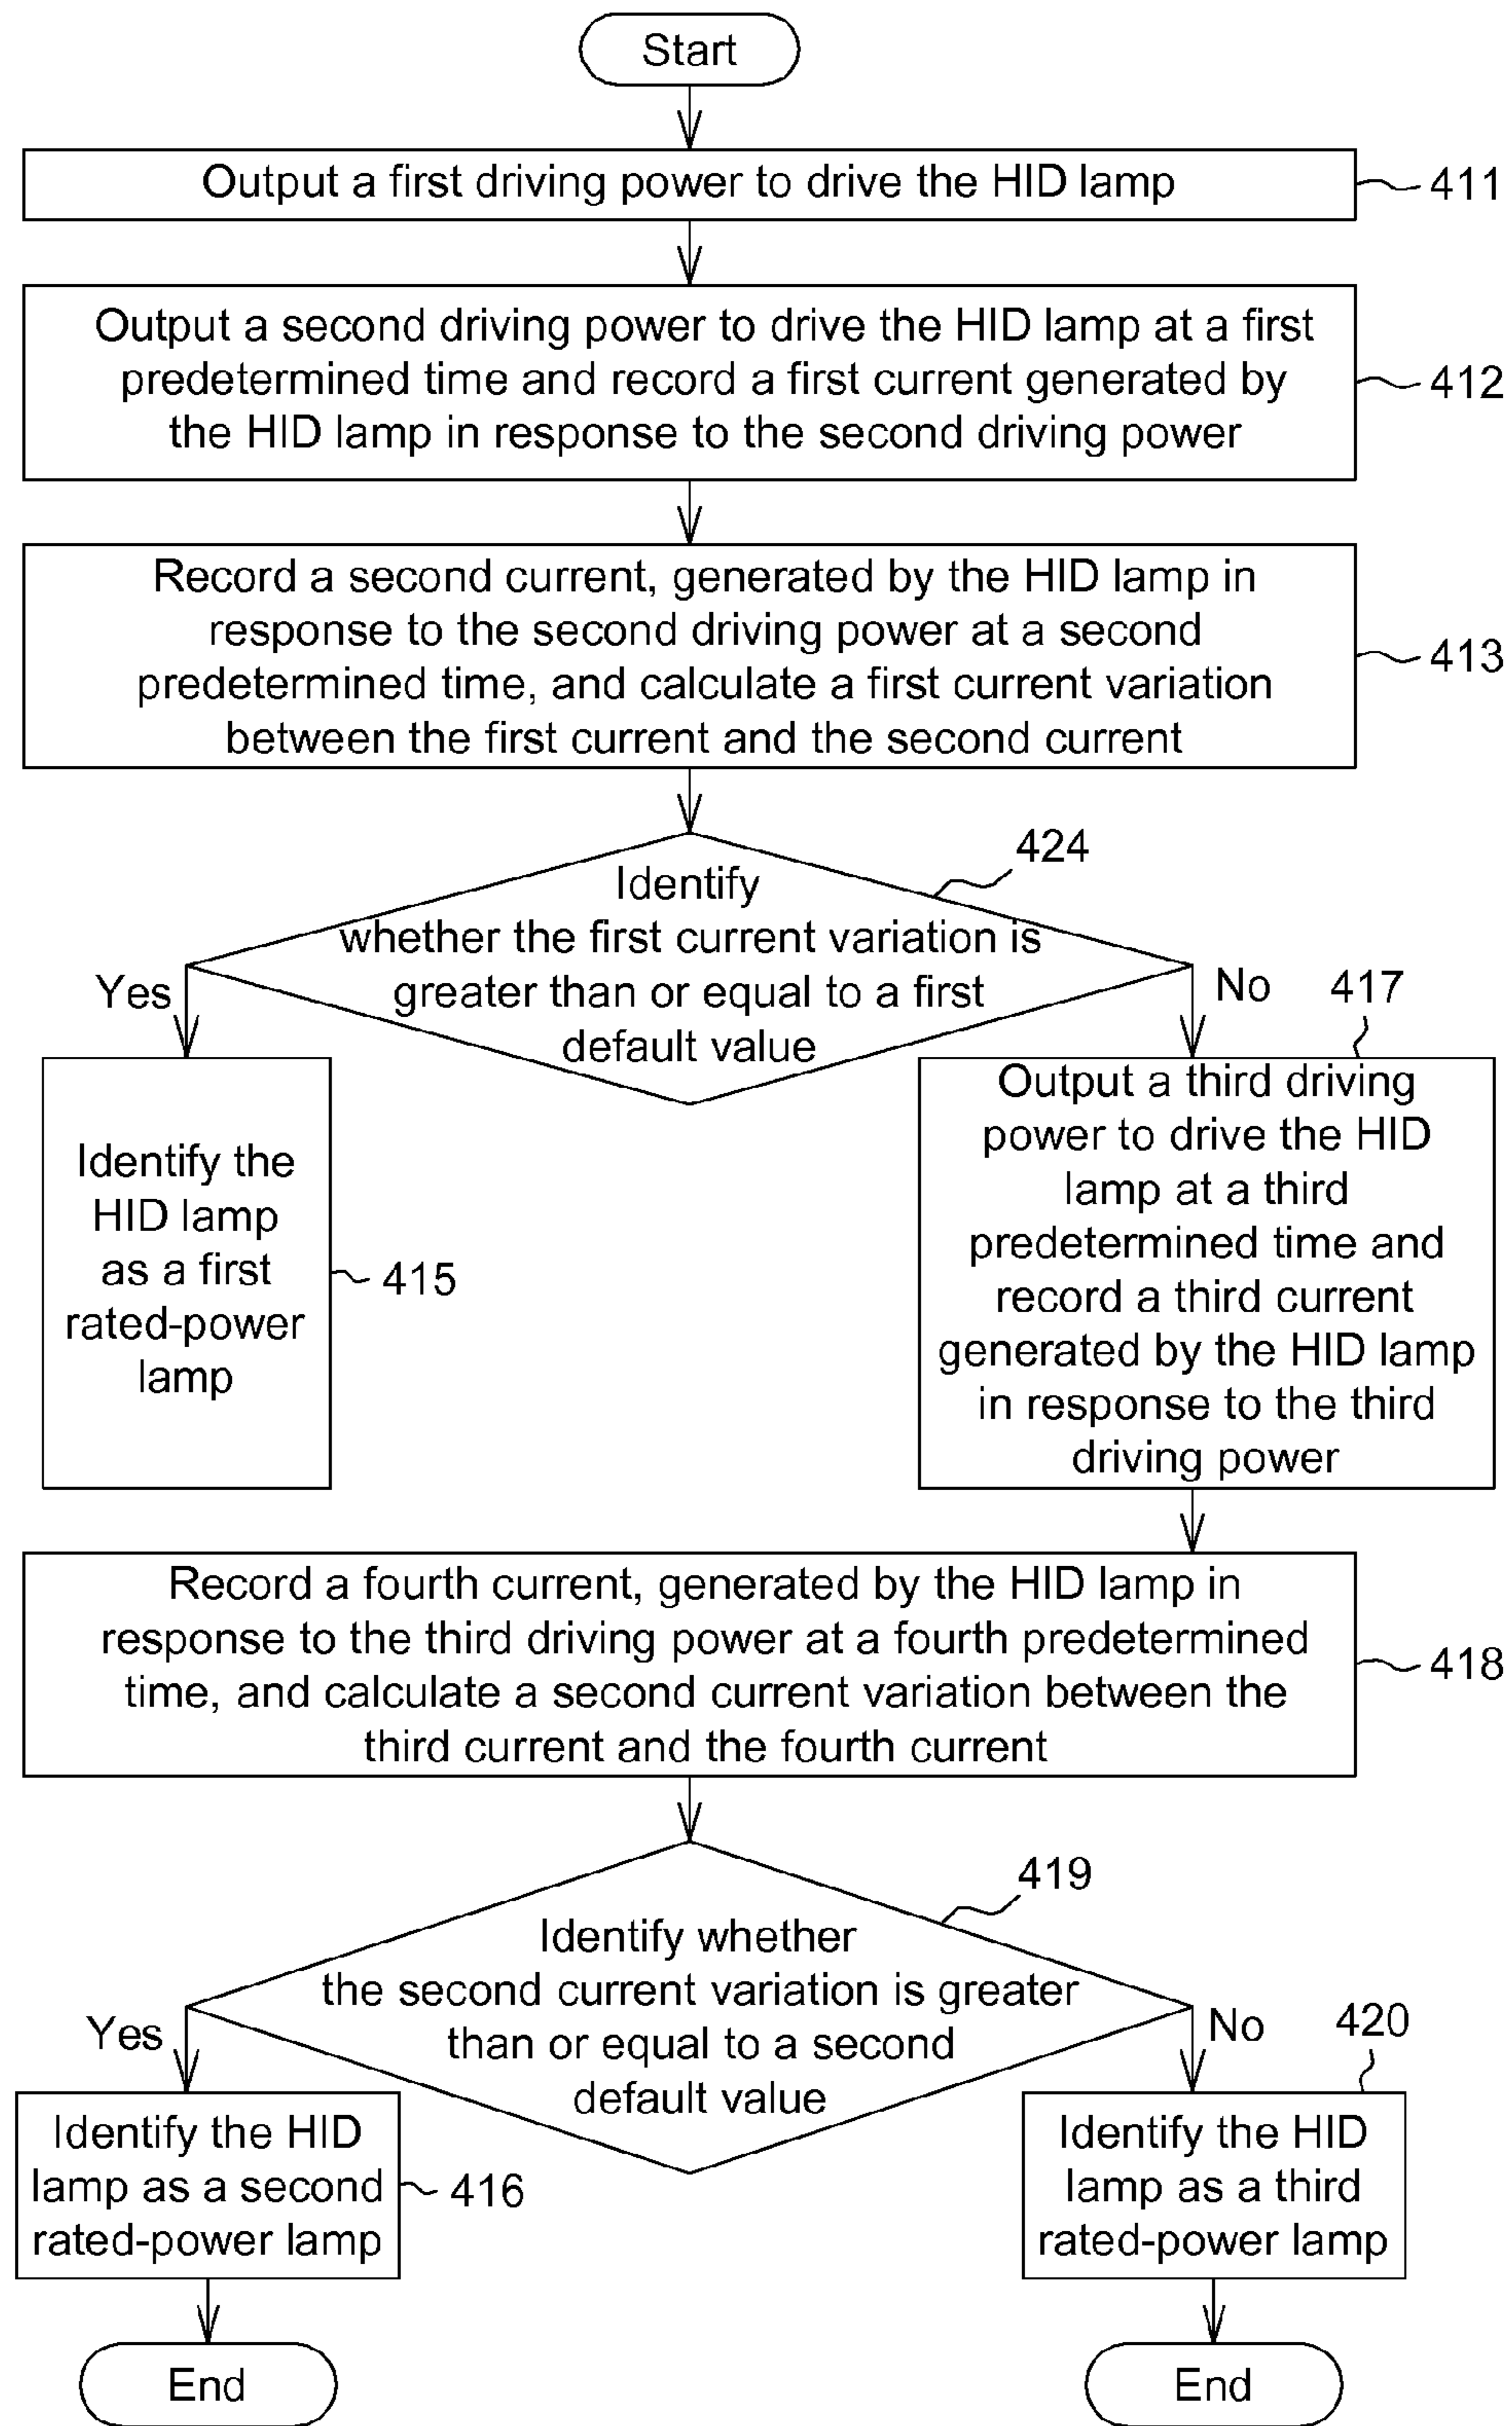 Start
Output a first driving power to drive the HID lamp
411
Output a second driving power to drive the HID lamp at a first
predetermined time and record a first current generated by
the HID lamp in response to the second driving power
412
Record a second current, generated by the HID lamp in
response to the second driving power at a second
predetermined time, and calculate a first current variation
between the first current and the second current
413
424
Identify
whether the first current variation is
greater than or equal to a first
default value
Yes
No
417
Identify the
HID lamp
as a first
rated-power
lamp
415
Output a third driving
power to drive the HID
lamp at a third
predetermined time and
record a third current
generated by the HID lamp
in response to the third
driving power
Record a fourth current, generated by the HID lamp in
response to the third driving power at a fourth predetermined
time, and calculate a second current variation between the
third current and the fourth current
418
419
Identify whether
the second current variation is greater
than or equal to a second
default value
Yes
No
420
Identify the HID
lamp as a second
rated-power lamp
416
Identify the HID
lamp as a third
rated-power lamp
End
End